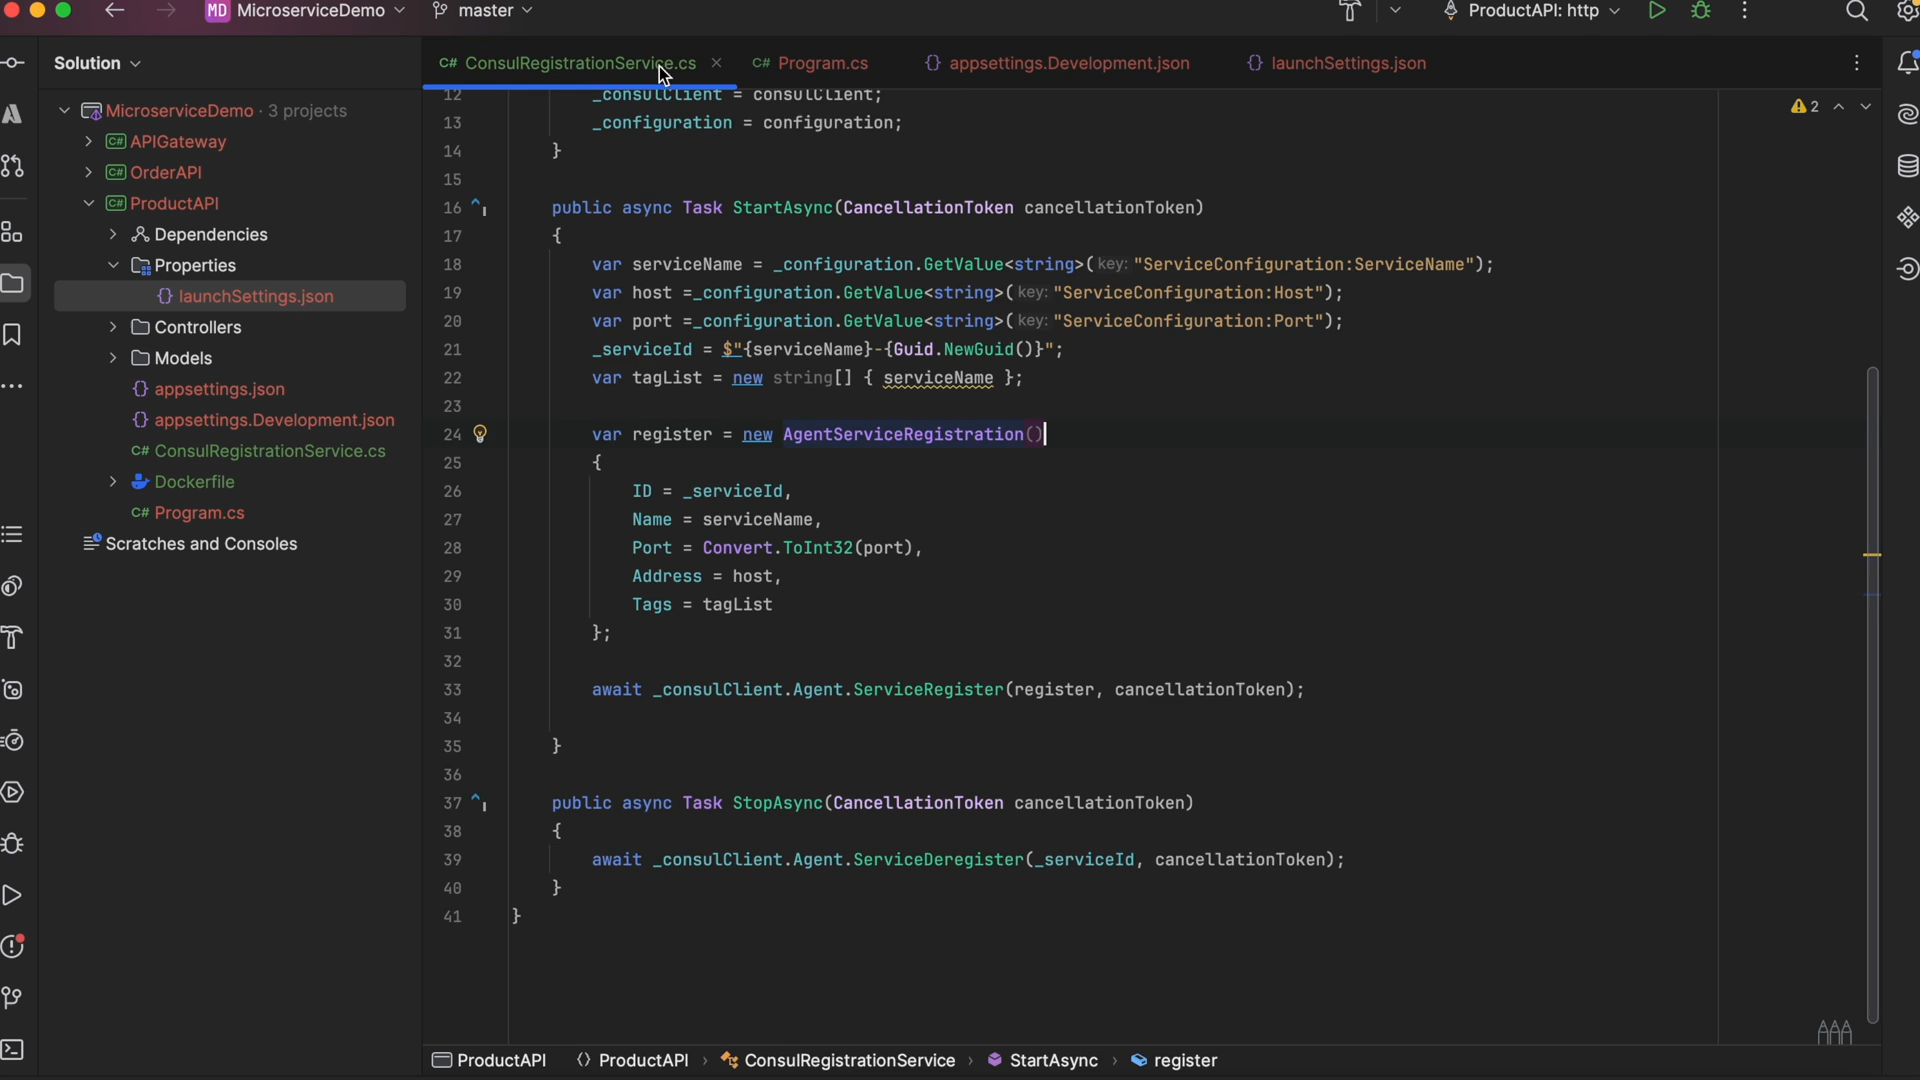 MD MicroserviceDemo
master
ProductAPI: http
Solution
C# ConsulRegistrationService.cs
C# Program.cs
{} appsettings.Development.json
{} launchSettings.json
MicroserviceDemo · 3 projects
C# APIGateway
C# OrderAPI
C# ProductAPI
Dependencies
Properties
{} launchSettings.json
Controllers
Models
{} appsettings.json
{} appsettings.Development.json
C# ConsulRegistrationService.cs
Dockerfile
C# Program.cs
Scratches and Consoles
2
12 _consulClient = consulClient;
13 _configuration = configuration;
14 }
15
16 public async Task StartAsync(CancellationToken cancellationToken)
17 {
18 var serviceName = _configuration.GetValue<string>( key: "ServiceConfiguration:ServiceName");
19 var host =_configuration.GetValue<string>( key: "ServiceConfiguration:Host");
20 var port =_configuration.GetValue<string>( key: "ServiceConfiguration:Port");
21 _serviceId = $"{serviceName}-{Guid.NewGuid()}";
22 var tagList = new string[] { serviceName };
23
24 var register = new AgentServiceRegistration()
25 {
26 ID = _serviceId,
27 Name = serviceName,
28 Port = Convert.ToInt32(port),
29 Address = host,
30 Tags = tagList
31 };
32
33 await _consulClient.Agent.ServiceRegister(register, cancellationToken);
34
35 }
36
37 public async Task StopAsync(CancellationToken cancellationToken)
38 {
39 await _consulClient.Agent.ServiceDeregister(_serviceId, cancellationToken);
40 }
41 }
ProductAPI <> ProductAPI › ConsulRegistrationService › StartAsync › register